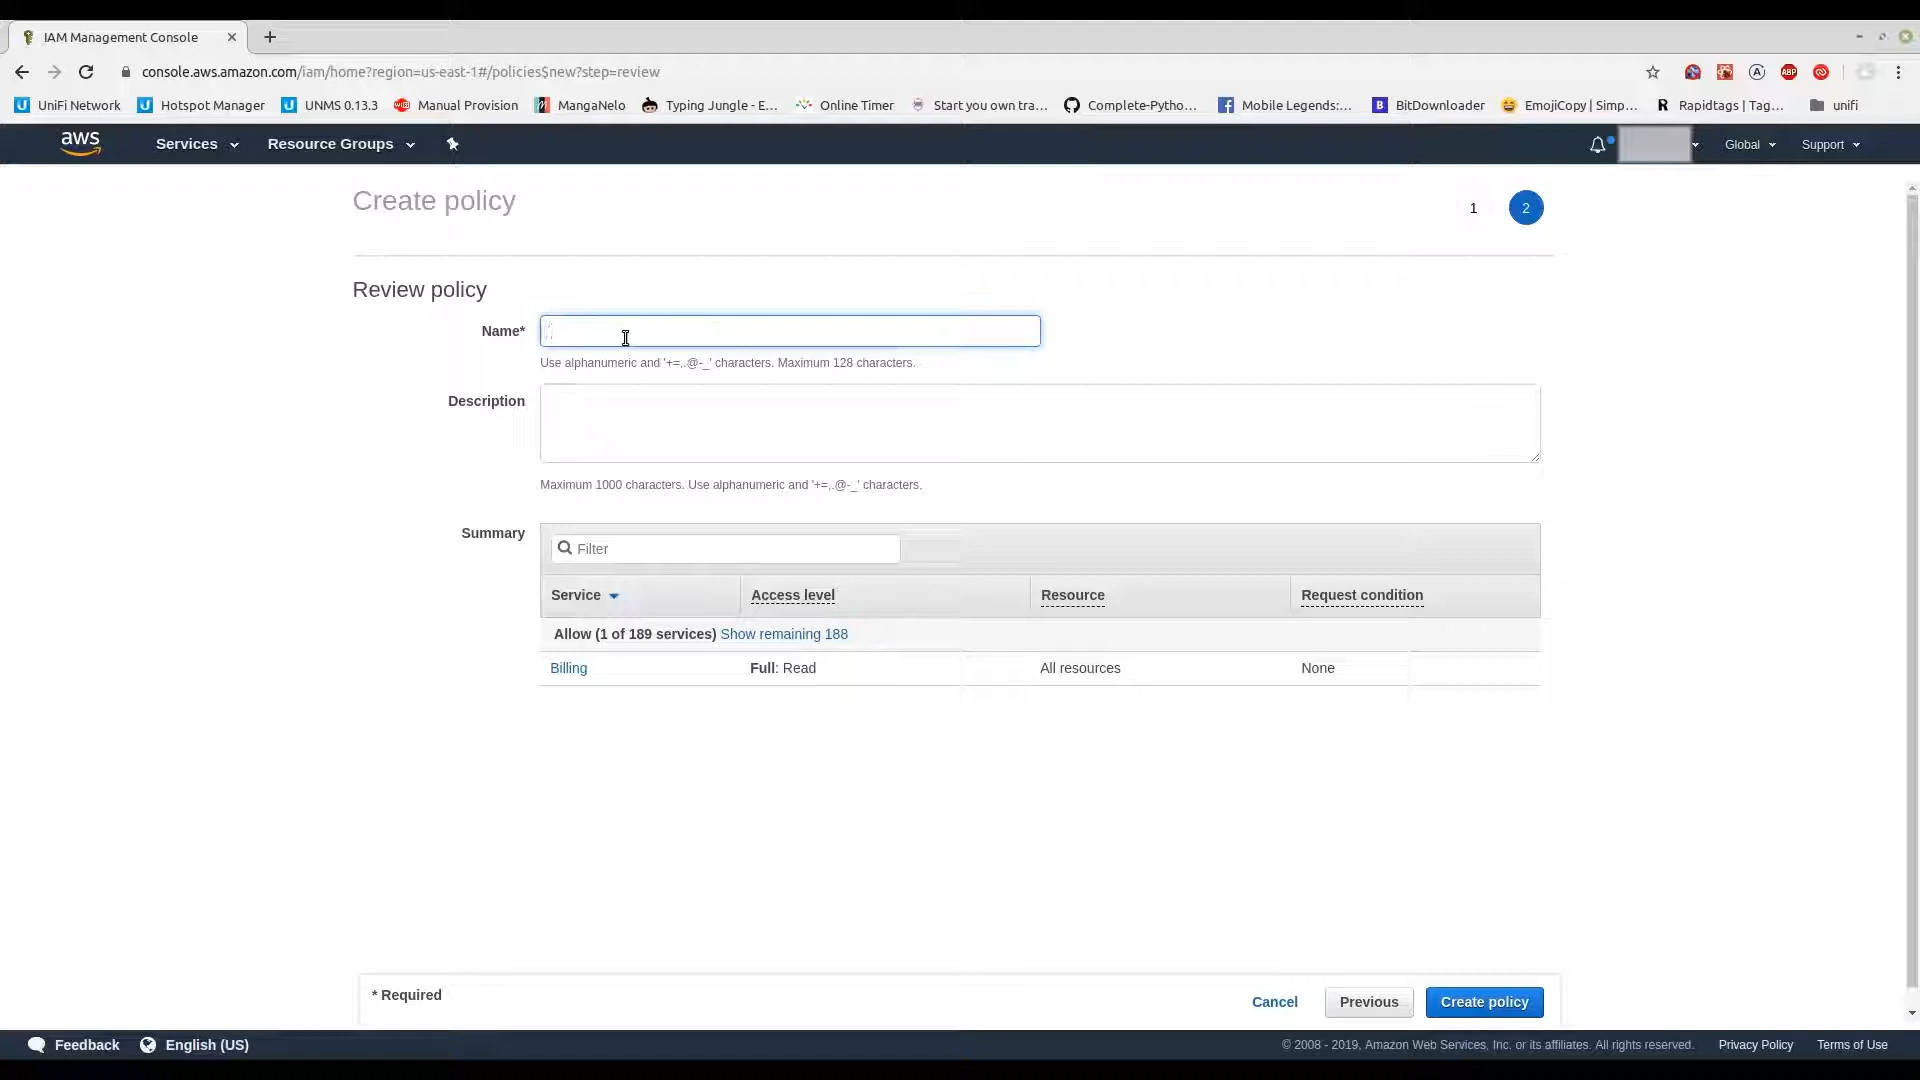 IAM Management Console
console.aws.amazon.com/iam/home?region=us-east-1#/policies$new?step=review
ABP
UniFi Network
Hotspot Manager
UNMS 0.13.3
Manual Provision
MangaNelo
Typing Jungle - E...
Online Timer
Start you own tra...
Complete-Pytho...
Mobile Legends:...
BitDownloader
EmojiCopy | Simp...
Rapidtags | Tag...
unifi
aws
Services
Resource Groups
Global
Support
Create policy
1
2
Review policy
Name*
Use alphanumeric and '+=,.@-_' characters. Maximum 128 characters.
Description
Maximum 1000 characters. Use alphanumeric and '+=,.@-_' characters.
Summary
Filter
Service
Access level
Resource
Request condition
Allow (1 of 189 services) Show remaining 188
Billing
Full: Read
All resources
None
* Required
Cancel
Previous
Create policy
Feedback
English (US)
© 2008 - 2019, Amazon Web Services, Inc. or its affiliates. All rights reserved.
Privacy Policy
Terms of Use